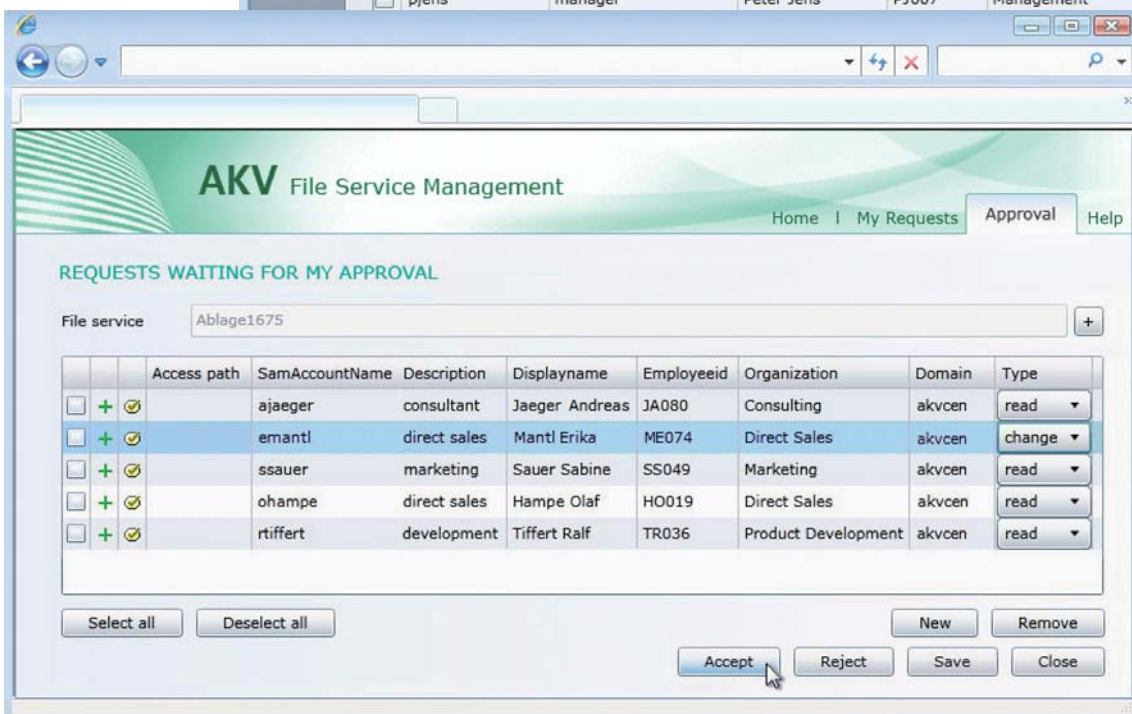 pjens manager Peter Jens PJ007 Management
AKV File Service Management
Home | My Requests Approval Help
REQUESTS WAITING FOR MY APPROVAL
File service Ablage1675 +
Access path SamAccountName Description Displayname Employeeid Organization Domain Type
ajaeger consultant Jaeger Andreas JA080 Consulting akvcen read
emantl direct sales Mantl Erika ME074 Direct Sales akvcen change
ssauer marketing Sauer Sabine SS049 Marketing akvcen read
ohampe direct sales Hampe Olaf HO019 Direct Sales akvcen read
rtiffert development Tiffert Ralf TR036 Product Development akvcen read
Select all Deselect all New Remove
Accept Reject Save Close